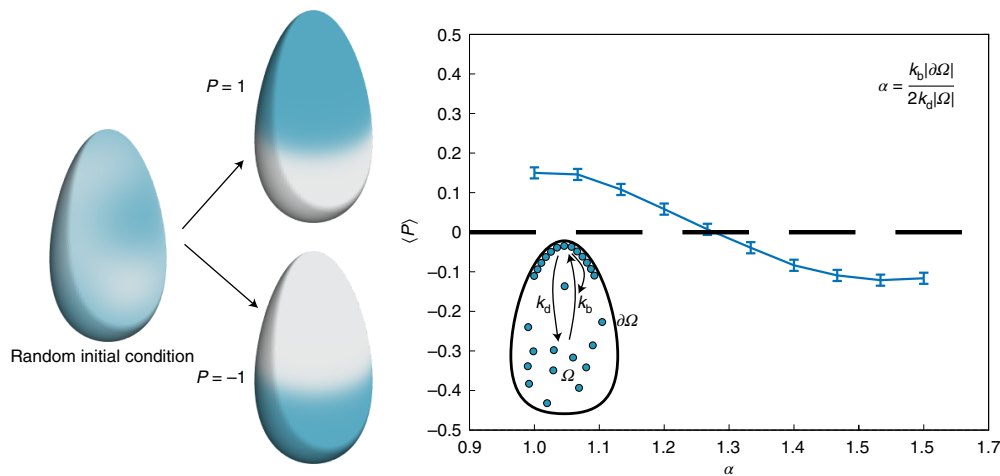 P = 1
Random initial condition
P = −1
0.5
0.4
0.3
0.2
0.1
0
−0.1
−0.2
−0.3
−0.4
−0.5
⟨P⟩
α = k_b|∂Ω| / 2k_d|Ω|
k_d
k_b
∂Ω
Ω
0.9 1.0 1.1 1.2 1.3 1.4 1.5 1.5 1.7
α